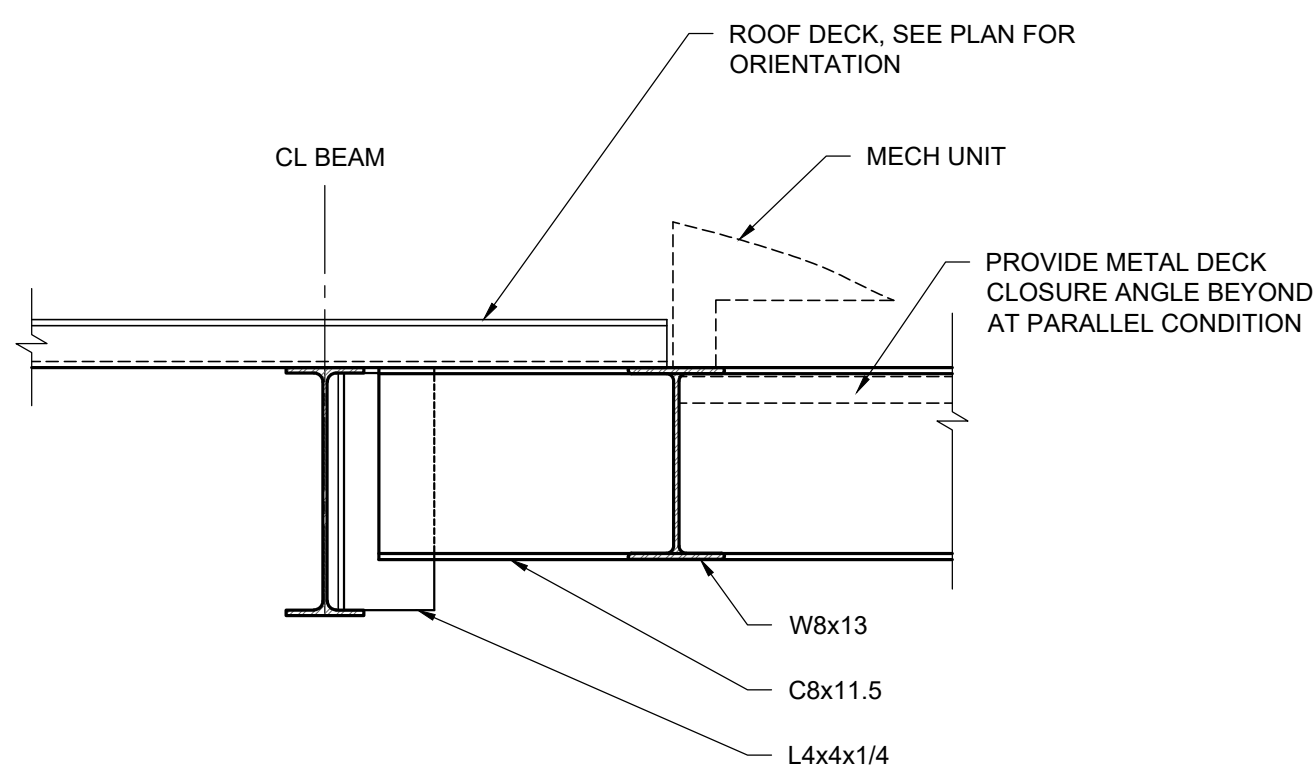 ROOF DECK, SEE PLAN FOR
ORIENTATION
CL BEAM
MECH UNIT
PROVIDE METAL DECK
CLOSURE ANGLE BEYOND
AT PARALLEL CONDITION
W8x13
C8x11.5
L4x4x1/4